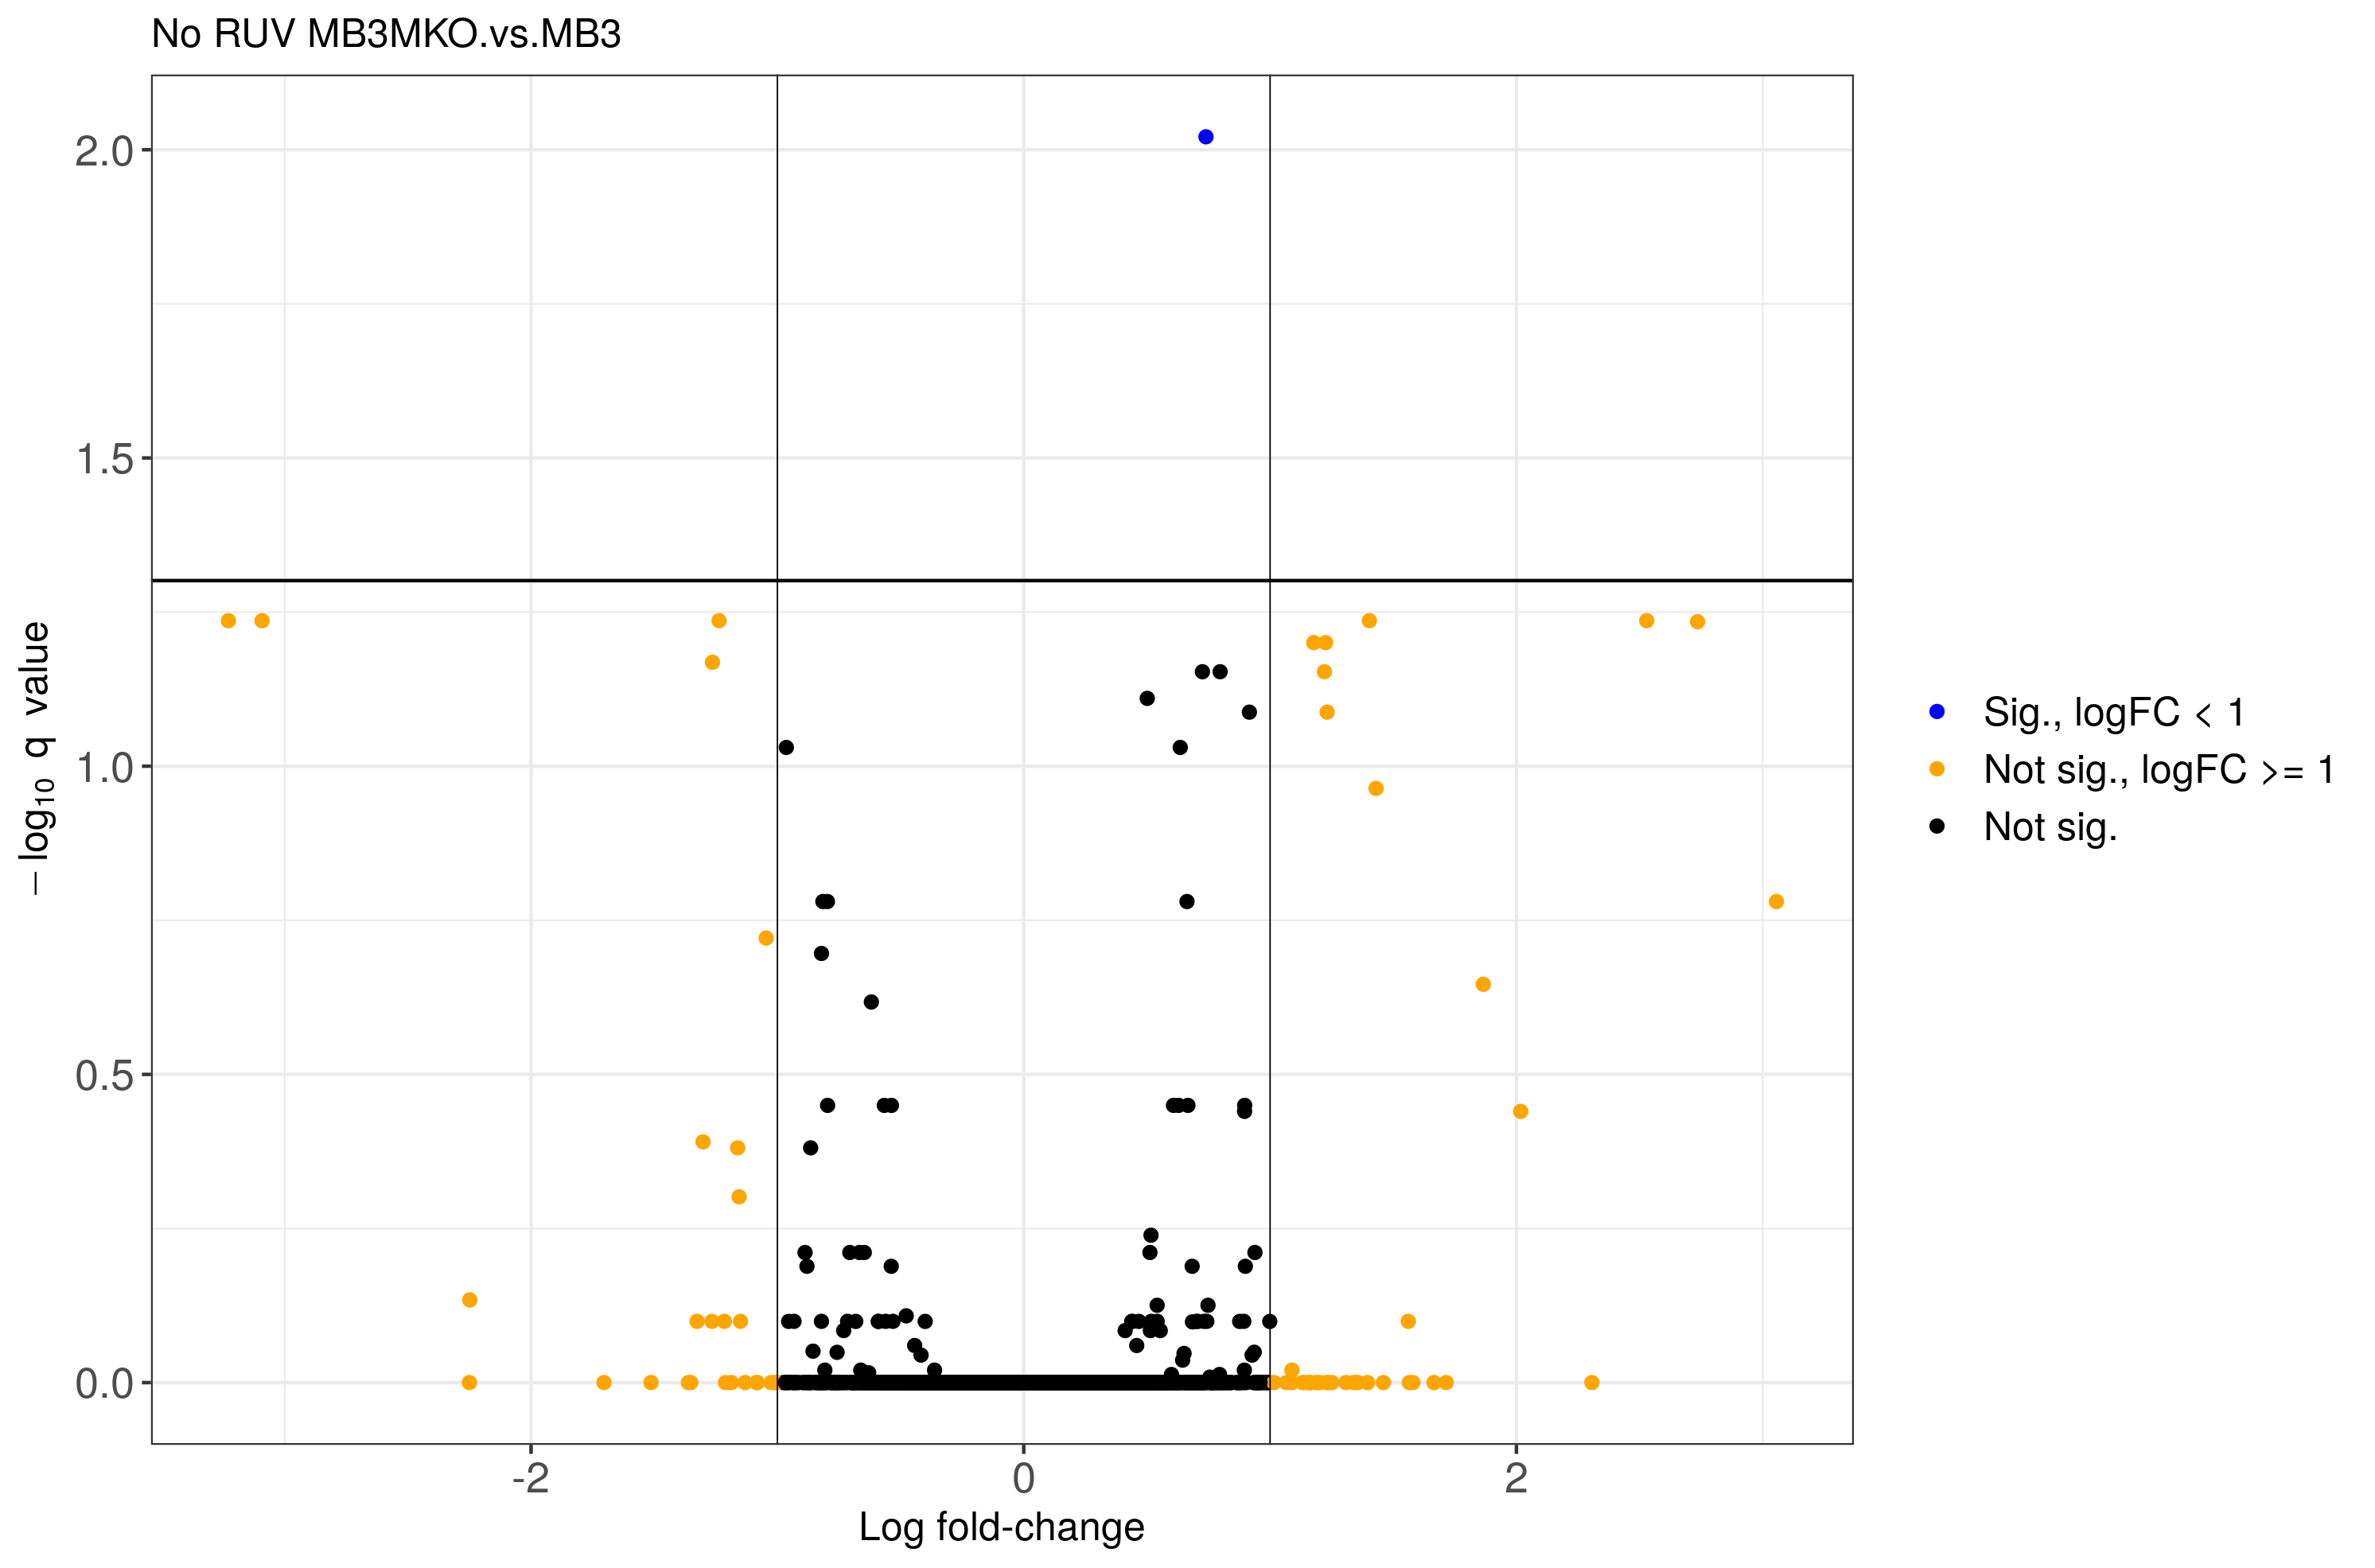 No RUV MB3MKO.vs.MB3
2.0
1.5
1.0
0.5
0.0
− log10 q value
-2 0 2
Log fold-change
Sig., logFC < 1
Not sig., logFC >= 1
Not sig.